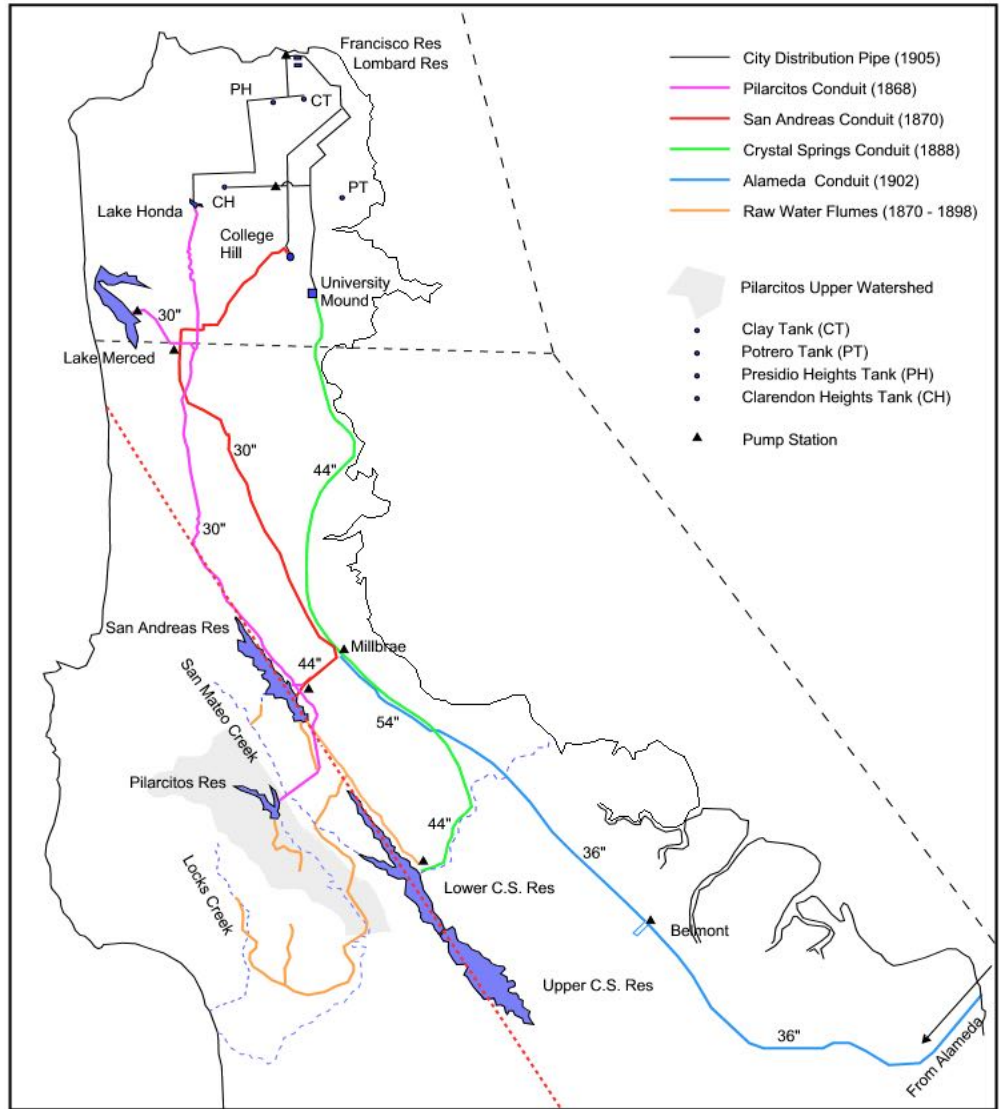 Francisco Res
Lombard Res
PH
CT
CH
PT
Lake Honda
College
Hill
University
Mound
30"
Lake Merced
30"
44"
30"
San Andreas Res
Millbrae
44"
San Mateo Creek
54"
Pilarcitos Res
44"
Locks Creek
Lower C.S. Res
36"
Belmont
Upper C.S. Res
36"
From Alameda
City Distribution Pipe (1905)
Pilarcitos Conduit (1868)
San Andreas Conduit (1870)
Crystal Springs Conduit (1888)
Alameda Conduit (1902)
Raw Water Flumes (1870 - 1898)
Pilarcitos Upper Watershed
Clay Tank (CT)
Potrero Tank (PT)
Presidio Heights Tank (PH)
Clarendon Heights Tank (CH)
Pump Station